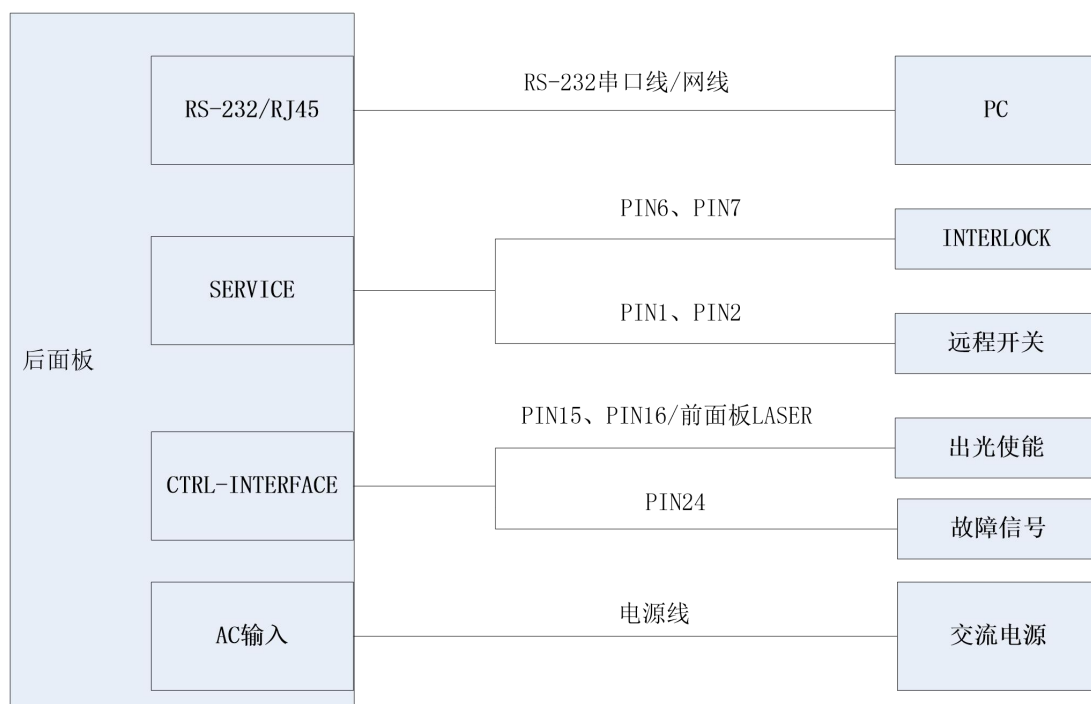 后面板
RS-232/RJ45
RS-232串口线/网线
PC
SERVICE
PIN6、PIN7
INTERLOCK
PIN1、PIN2
远程开关
CTRL-INTERFACE
PIN15、PIN16/前面板LASER
出光使能
PIN24
故障信号
AC输入
电源线
交流电源